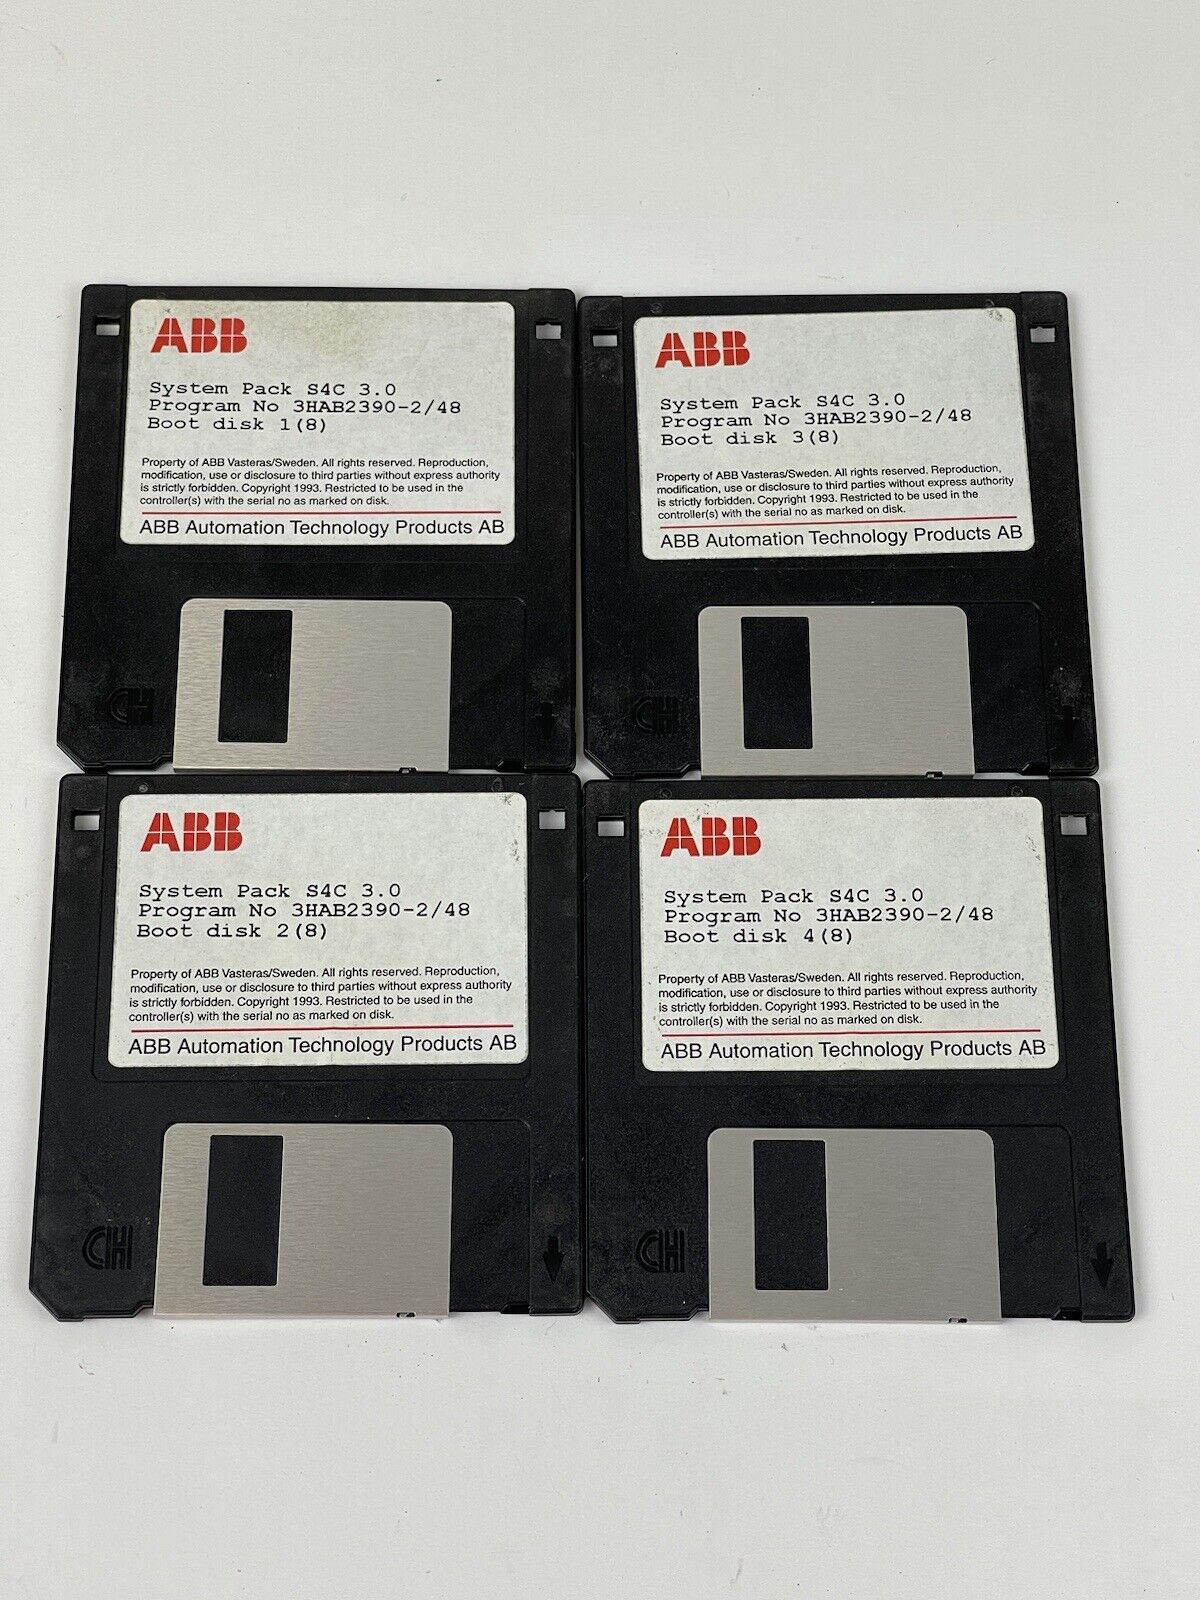 ABB
System Pack S4C 3.0
Program No 3HAB2390-2/48
Boot disk 1(8)
Property of ABB Vasteras/Sweden. All rights reserved. Reproduction,
modification, use or disclosure to third parties without express authority
is strictly forbidden. Copyright 1993. Restricted to be used in the
controller(s) with the serial no as marked on disk.
ABB Automation Technology Products AB
CH
ABB
System Pack S4C 3.0
Program No 3HAB2390-2/48
Boot disk 3(8)
Property of ABB Vasteras/Sweden. All rights reserved. Reproduction,
modification, use or disclosure to third parties without express authority
is strictly forbidden. Copyright 1993. Restricted to be used in the
controller(s) with the serial no as marked on disk.
ABB Automation Technology Products AB
CH
ABB
System Pack S4C 3.0
Program No 3HAB2390-2/48
Boot disk 2(8)
Property of ABB Vasteras/Sweden. All rights reserved. Reproduction,
modification, use or disclosure to third parties without express authority
is strictly forbidden. Copyright 1993. Restricted to be used in the
controller(s) with the serial no as marked on disk.
ABB Automation Technology Products AB
CH
ABB
System Pack S4C 3.0
Program No 3HAB2390-2/48
Boot disk 4(8)
Property of ABB Vasteras/Sweden. All rights reserved. Reproduction,
modification, use or disclosure to third parties without express authority
is strictly forbidden. Copyright 1993. Restricted to be used in the
controller(s) with the serial no as marked on disk.
ABB Automation Technology Products AB
CH